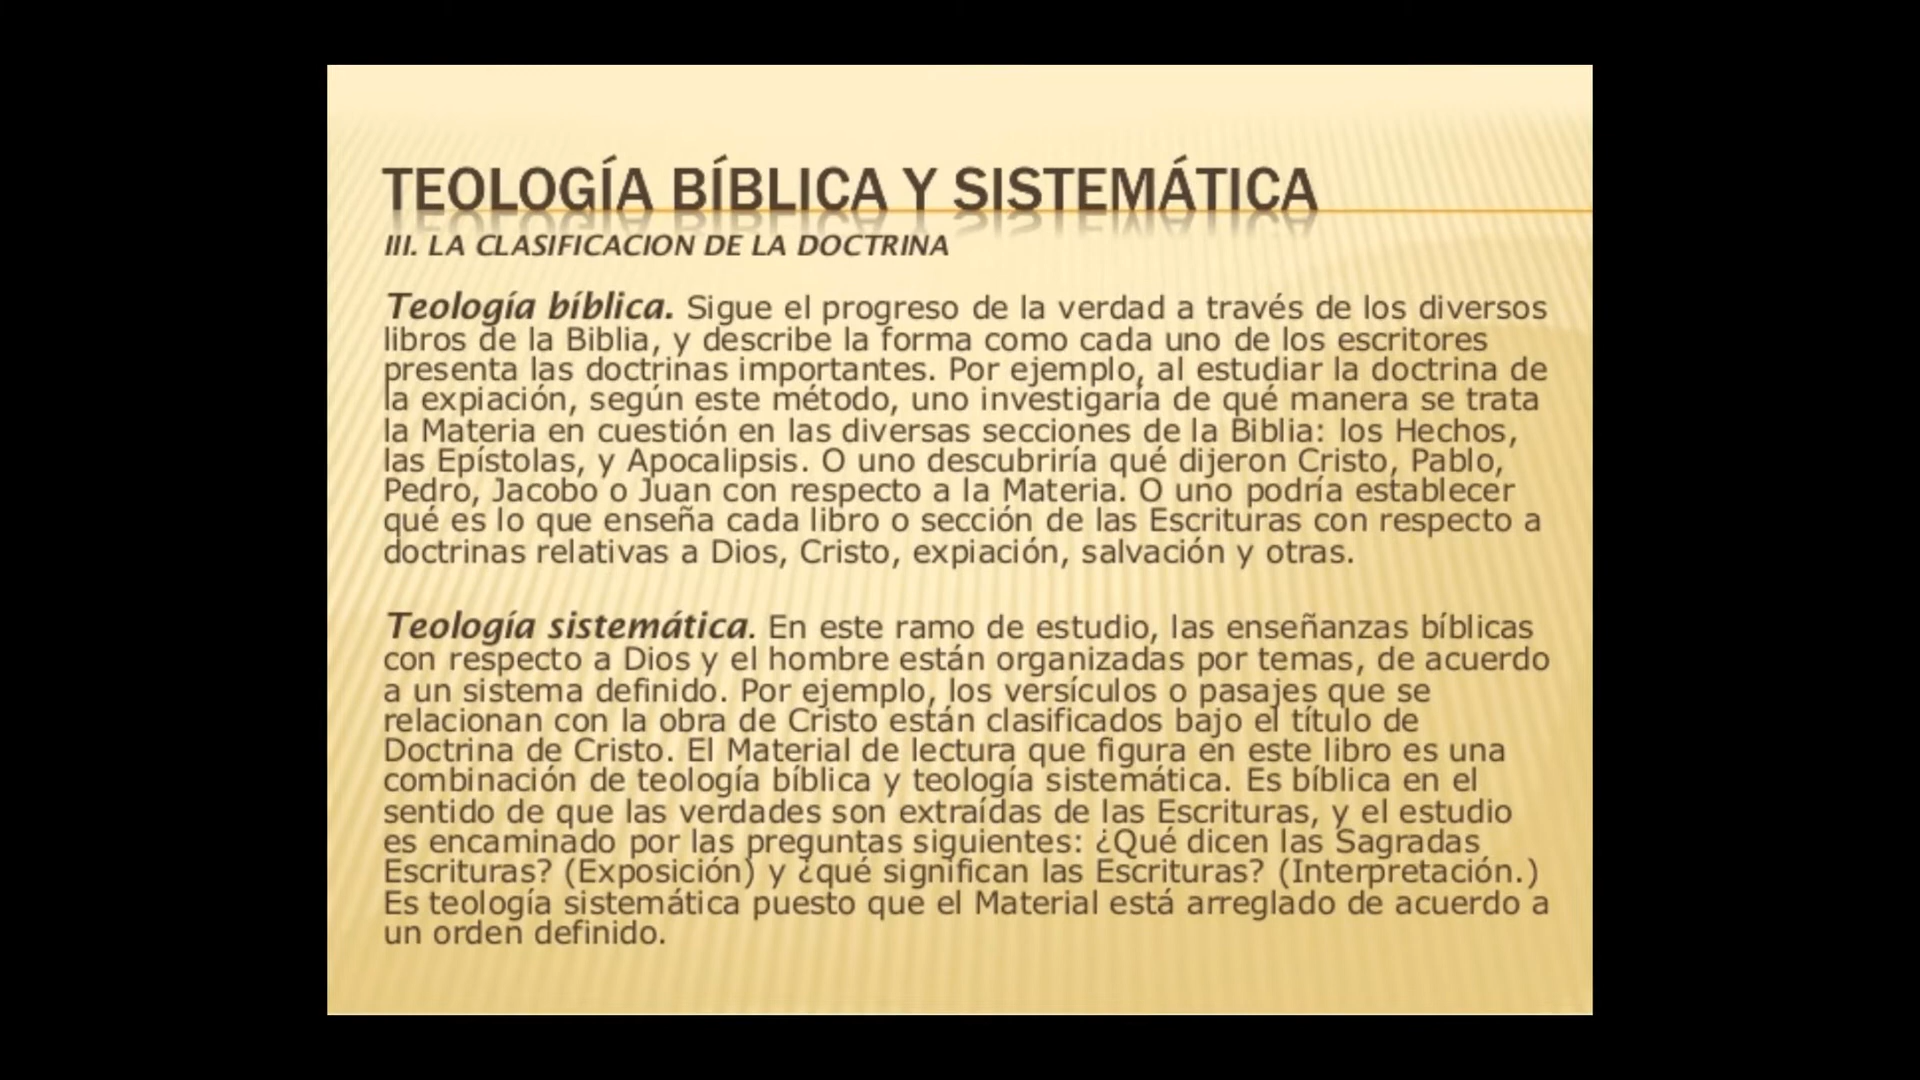 TEOLOGÍA BÍBLICA Y SISTEMÁTICA
III. LA CLASIFICACION DE LA DOCTRINA
Teología bíblica. Sigue el progreso de la verdad a través de los diversos
libros de la Biblia, y describe la forma como cada uno de los escritores
presenta las doctrinas importantes. Por ejemplo, al estudiar la doctrina de
la expiación, según este método, uno investigaría de qué manera se trata
la Materia en cuestión en las diversas secciones de la Biblia: los Hechos,
las Epístolas, y Apocalipsis. O uno descubriría qué dijeron Cristo, Pablo,
Pedro, Jacobo o Juan con respecto a la Materia. O uno podría establecer
qué es lo que enseña cada libro o sección de las Escrituras con respecto a
doctrinas relativas a Dios, Cristo, expiación, salvación y otras.
Teología sistemática. En este ramo de estudio, las enseñanzas bíblicas
con respecto a Dios y el hombre están organizadas por temas, de acuerdo
a un sistema definido. Por ejemplo, los versículos o pasajes que se
relacionan con la obra de Cristo están clasificados bajo el título de
Doctrina de Cristo. El Material de lectura que figura en este libro es una
combinación de teología bíblica y teología sistemática. Es bíblica en el
sentido de que las verdades son extraídas de las Escrituras, y el estudio
es encaminado por las preguntas siguientes: ¿Qué dicen las Sagradas
Escrituras? (Exposición) y ¿qué significan las Escrituras? (Interpretación.)
Es teología sistemática puesto que el Material está arreglado de acuerdo a
un orden definido.